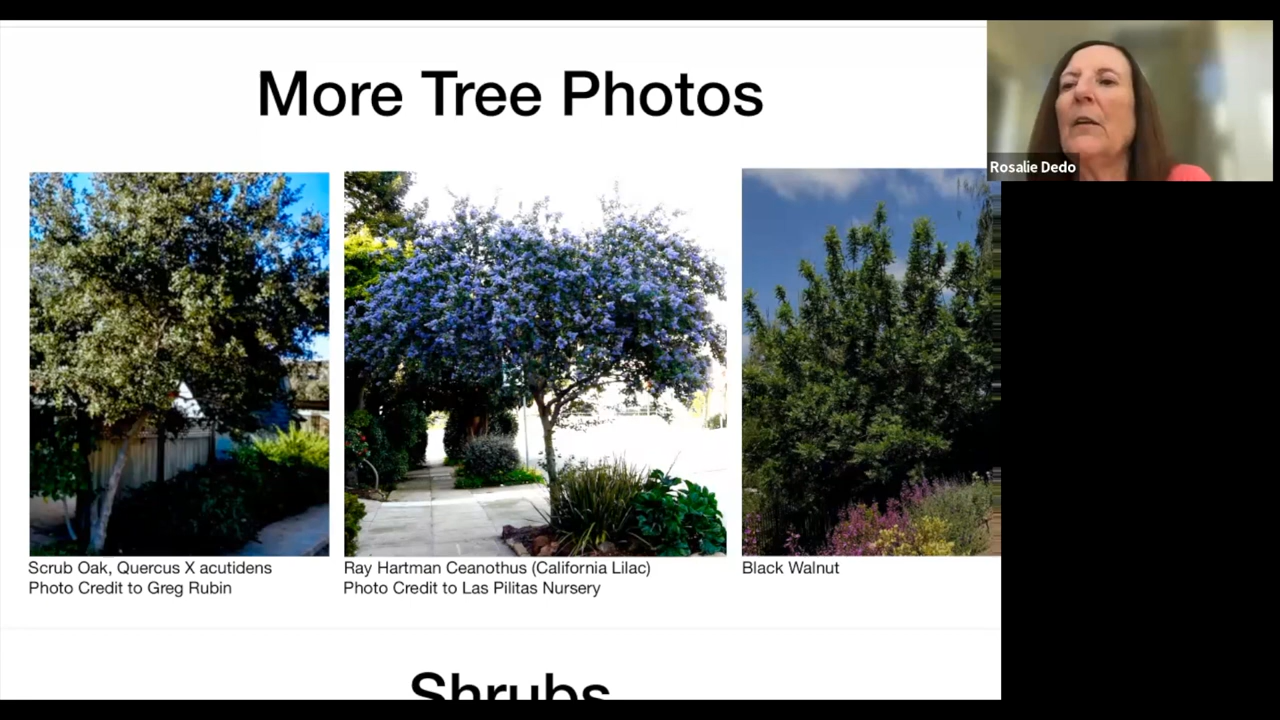 More Tree Photos
Rosalie Dedo
Scrub Oak, Quercus X acutidens
Photo Credit to Greg Rubin
Ray Hartman Ceanothus (California Lilac)
Photo Credit to Las Pilitas Nursery
Black Walnut
Shrubs